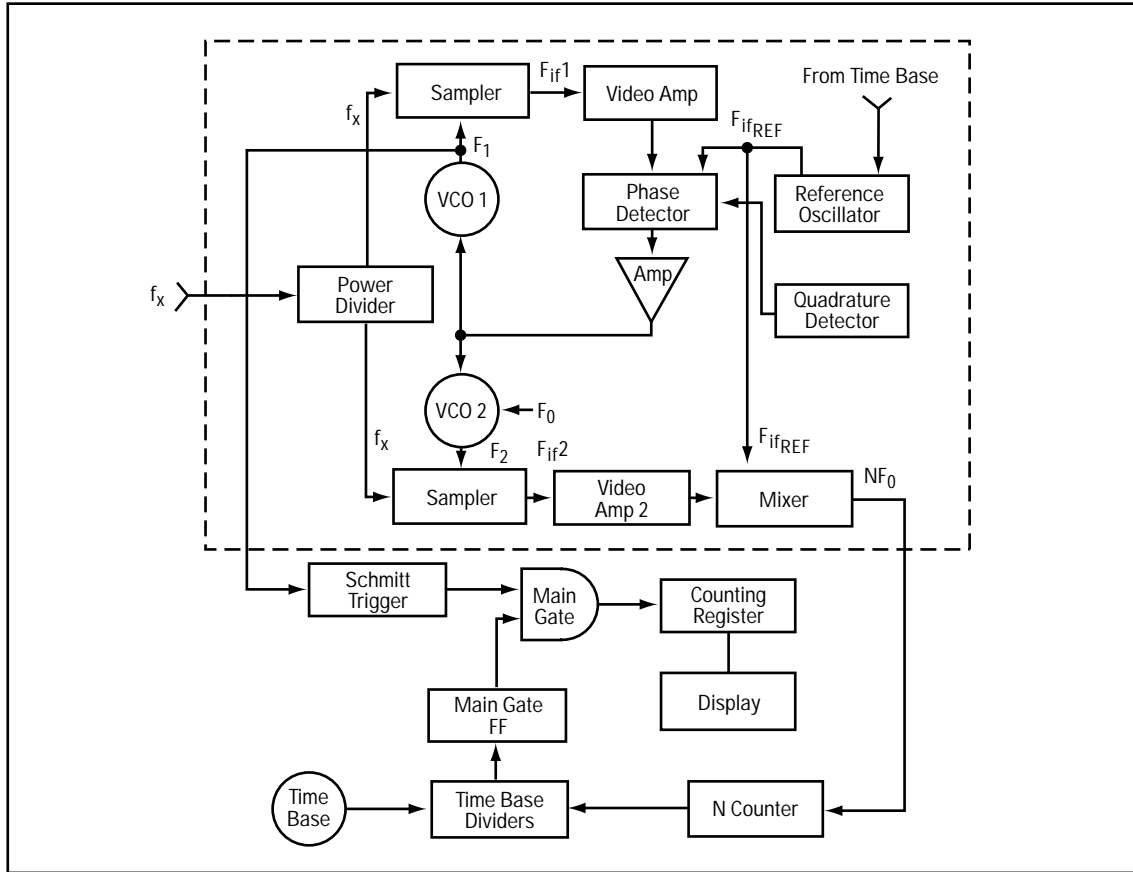 Sampler
F_if1
Video Amp
From Time Base
f_x
F_1
F_ifREF
VCO 1
Phase
Detector
Reference
Oscillator
f_x
Power
Divider
Amp
Quadrature
Detector
VCO 2
F_0
f_x
F_2
F_if2
F_ifREF
NF_0
Sampler
Video
Amp 2
Mixer
Schmitt
Trigger
Main
Gate
Counting
Register
Main Gate
FF
Display
Time
Base
Time Base
Dividers
N Counter